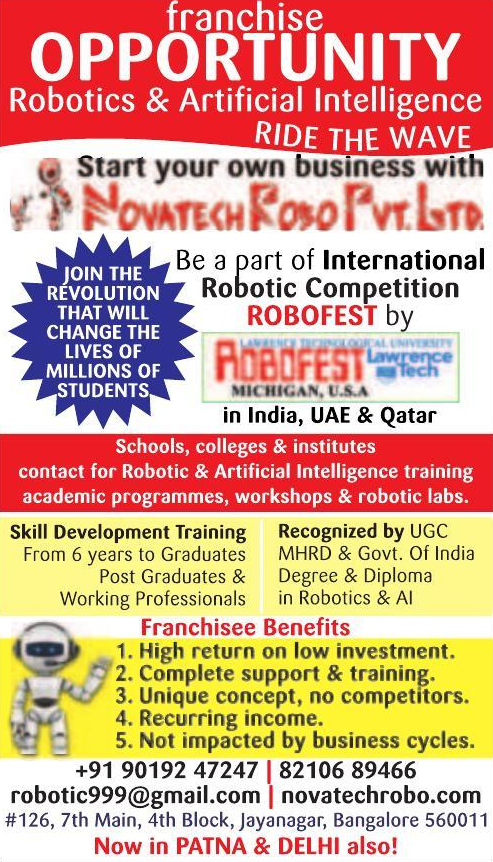 franchise
OPPORTUNITY
Robotics & Artificial Intelligence
RIDE THE WAVE
Start your own business with
NOVATECH ROBO PVT. LTD.
JOIN THE
REVOLUTION
THAT WILL
CHANGE THE
LIVES OF
MILLIONS OF
STUDENTS
Be a part of International
Robotic Competition
ROBOFEST by
LAWRENCE TECHNOLOGICAL UNIVERSITY
ROBOFEST
Lawrence
Tech
MICHIGAN, U.S.A
in India, UAE & Qatar
Schools, colleges & institutes
contact for Robotic & Artificial Intelligence training
academic programmes, workshops & robotic labs.
Skill Development Training
From 6 years to Graduates
Post Graduates &
Working Professionals
Recognized by UGC
MHRD & Govt. Of India
Degree & Diploma
in Robotics & AI
Franchisee Benefits
1. High return on low investment.
2. Complete support & training.
3. Unique concept, no competitors.
4. Recurring income.
5. Not impacted by business cycles.
+91 90192 47247 | 82106 89466
robotic999@gmail.com | novatechrobo.com
#126, 7th Main, 4th Block, Jayanagar, Bangalore 560011
Now in PATNA & DELHI also!